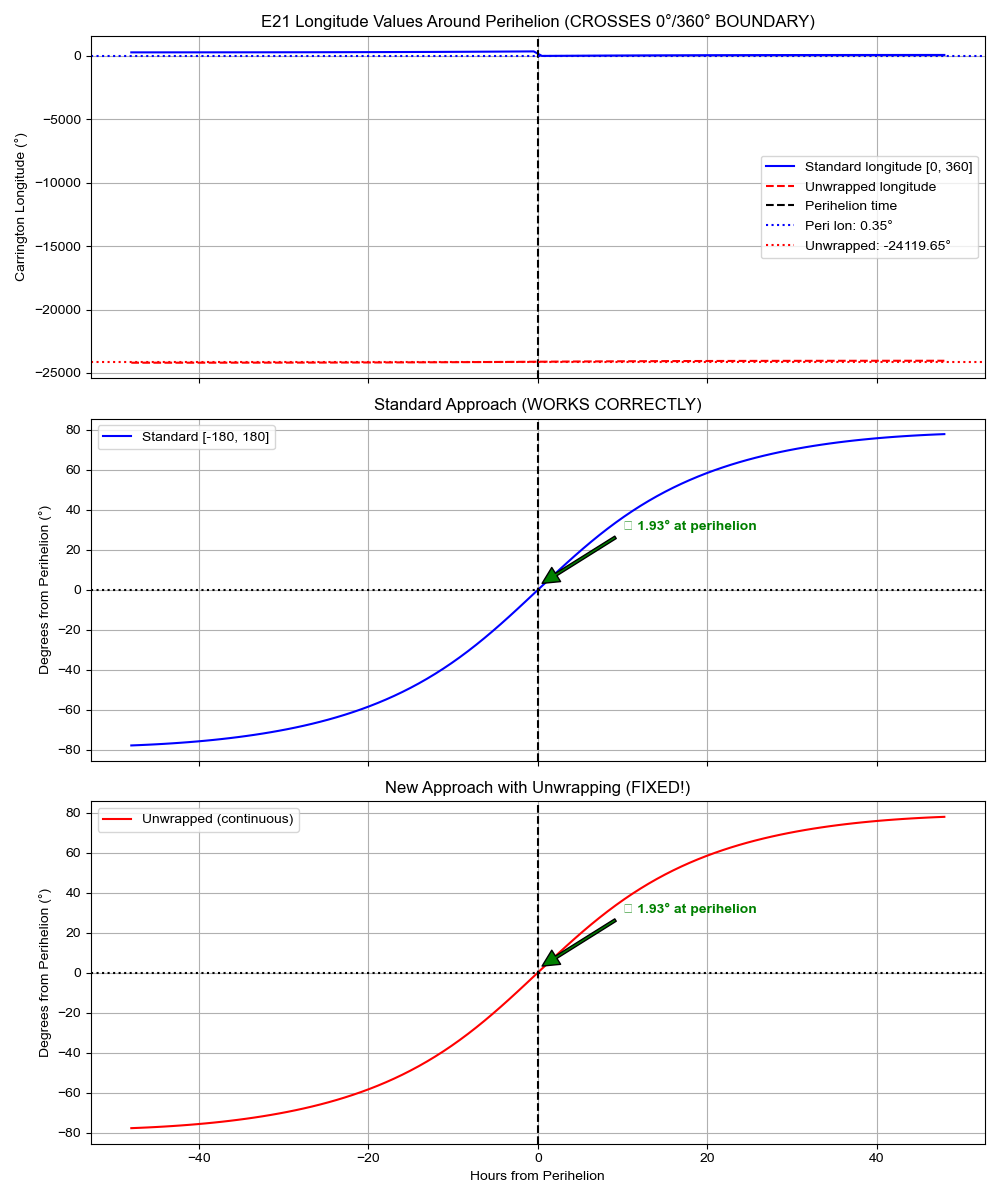 E21 Longitude Values Around Perihelion (CROSSES 0°/360° BOUNDARY)
0
−5000
−10000
−15000
−20000
−25000
Carrington Longitude (°)
Standard longitude [0, 360]
Unwrapped longitude
Perihelion time
Peri lon: 0.35°
Unwrapped: -24119.65°
Standard Approach (WORKS CORRECTLY)
80
60
40
20
0
−20
−40
−60
−80
Degrees from Perihelion (°)
Standard [-180, 180]
1.93° at perihelion
New Approach with Unwrapping (FIXED!)
80
60
40
20
0
−20
−40
−60
−80
Degrees from Perihelion (°)
Unwrapped (continuous)
1.93° at perihelion
−40
−20
0
20
40
Hours from Perihelion